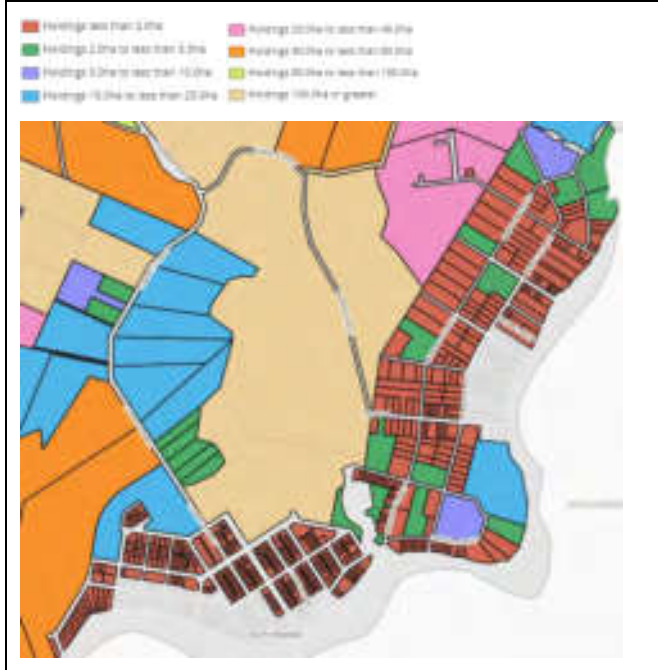 Holdings less than 2.0ha
Holdings 2.0ha to less than 5.0ha
Holdings 5.0ha to less than 10.0ha
Holdings 10.0ha to less than 20.0ha
Holdings 20.0ha to less than 40.0ha
Holdings 40.0ha to less than 80.0ha
Holdings 80.0ha to less than 100.0ha
Holdings 100.0ha or greater